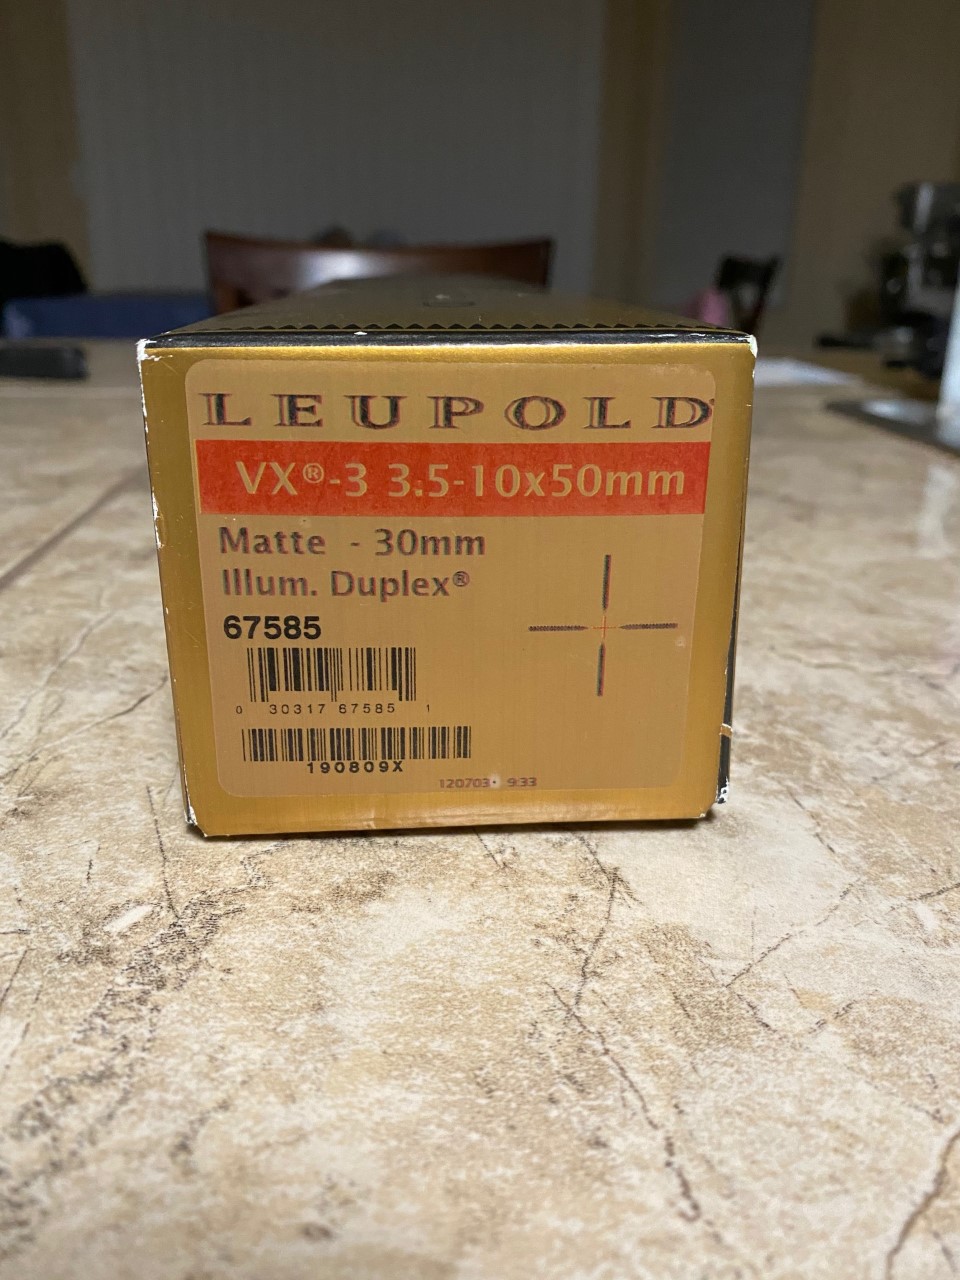 LEUPOLD
VX®-3 3.5-10x50mm
Matte - 30mm
Illum. Duplex®
67585
0 30317 67585 1
190809X
120703 9:33